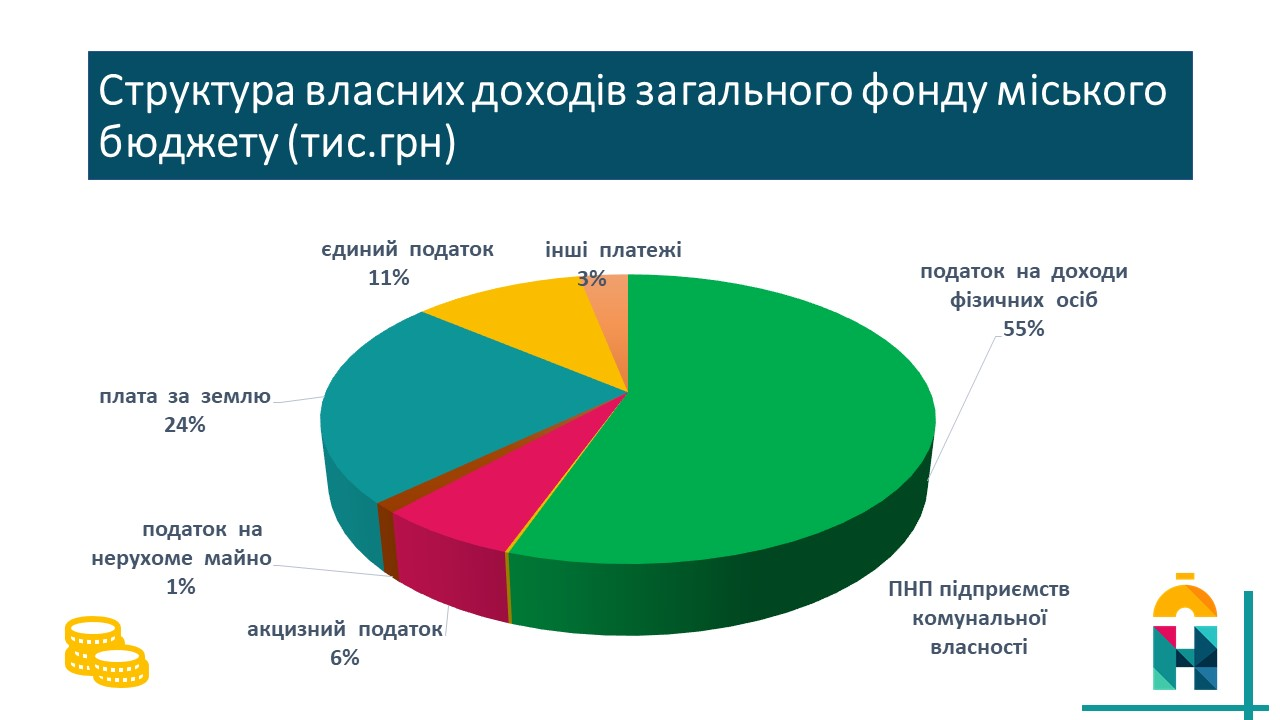 Структура власних доходів загального фонду міського
бюджету (тис.грн)
єдиний податок
11%
інші платежі
3%
податок на доходи
фізичних осіб
55%
плата за землю
24%
податок на
нерухоме майно
1%
акцизний податок
6%
ПНП підприємств
комунальної
власності